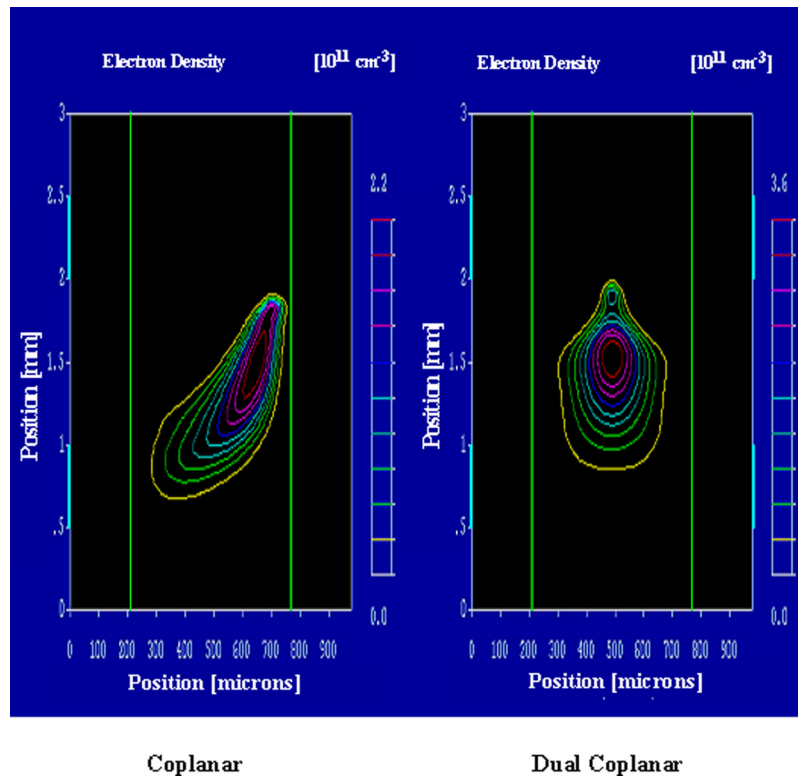 Electron Density [10¹¹ cm⁻³]
Electron Density [10¹¹ cm⁻³]
3
2.5
2
1.5
1
.5
0
Position [mm]
0 100 200 300 400 500 600 700 800 900
Position [microns]
2.2
0.0
3
2.5
2
1.5
1
.5
0
Position [mm]
0 100 200 300 400 500 600 700 800 900
Position [microns]
3.6
0.0
Coplanar
Dual Coplanar